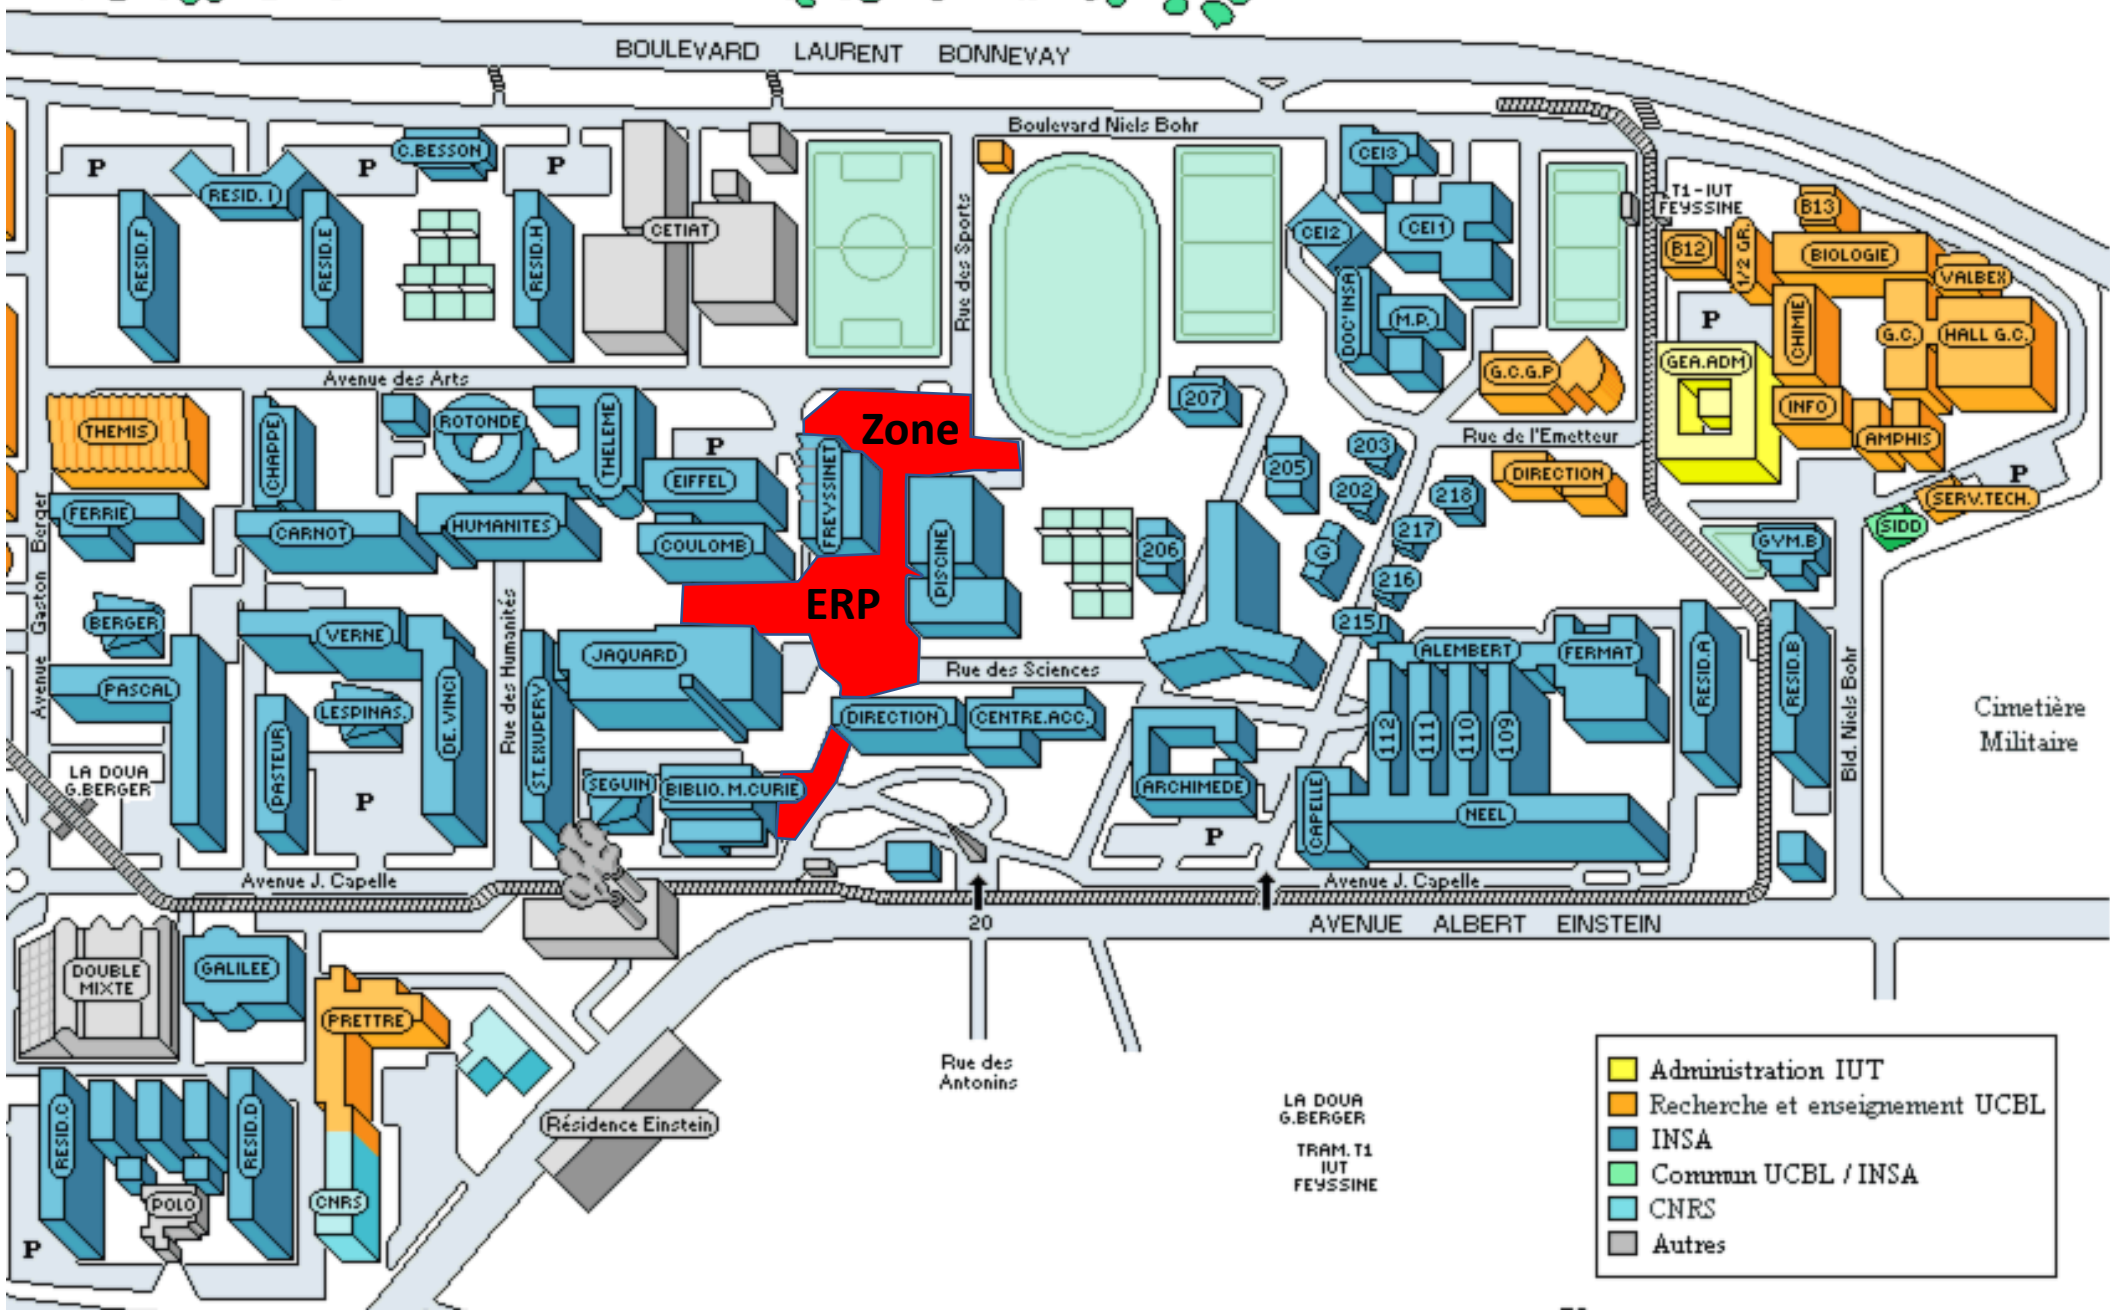 BOULEVARD LAURENT BONNEVAY
Boulevard Niels Bohr
P
RESID. I
P
C.BESSON
P
RESID.F
RESID.E
RESID.H
CETIAT
Rue des Sports
CEI3
CEI2
CEI1
DOC'INSA
M.P.
T1-IUT
FEYSSINE
B13
B12
1/2 GR.
BIOLOGIE
VALBEX
P
CHIMIE
G.C.
HALL G.C.
GEA.ADM
G.C.G.P
INFO
AMPHIS
Avenue des Arts
THEMIS
CHAPPE
ROTONDE
THELEME
P
EIFFEL
Zone
FREYSSINET
207
205
203
202
218
217
216
215
G
206
Rue de l'Emetteur
DIRECTION
P
SERV.TECH.
SIDD
GYM.B
FERRIE
CARNOT
HUMANITES
COULOMB
PISCINE
ERP
Avenue Gaston Berger
BERGER
VERNE
Rue des Humanités
JAQUARD
Rue des Sciences
ALEMBERT
FERMAT
RESID.A
RESID.B
Bld. Niels Bohr
Cimetière
Militaire
PASCAL
LESPINAS.
DE. VINCI
ST.EXUPERY
DIRECTION
CENTRE.ACC.
112
111
110
109
LA DOUA
G.BERGER
PASTEUR
P
SEGUIN
BIBLIO. M.CURIE
ARCHIMEDE
P
CAPELLE
NEEL
Avenue J. Capelle
Avenue J. Capelle
20
AVENUE ALBERT EINSTEIN
DOUBLE
MIXTE
GALILEE
PRETTRE
Rue des
Antonins
RESID.C
RESID.D
POLO
CNRS
P
Résidence Einstein
LA DOUA
G.BERGER
TRAM.T1
IUT
FEYSSINE
Administration IUT
Recherche et enseignement UCBL
INSA
Commun UCBL / INSA
CNRS
Autres